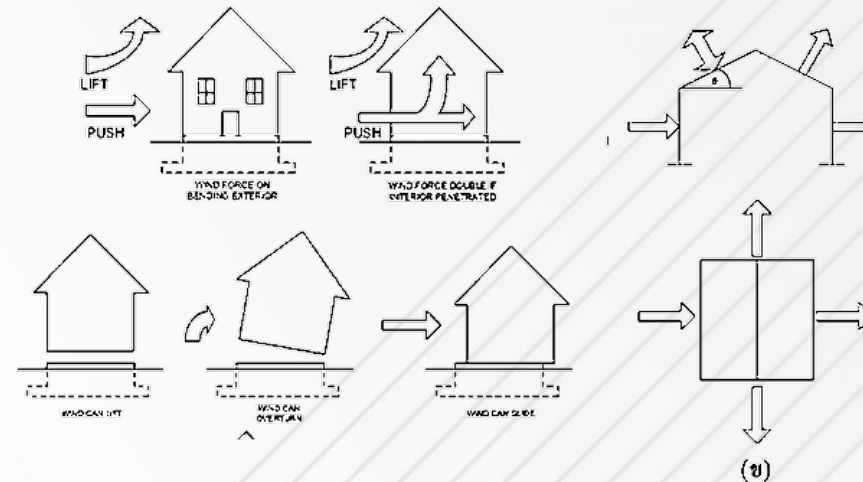 LIFT
PUSH
WIND FORCE ON
BENDING EXTERIOR
LIFT
PUSH
WIND FORCE DOUBLE IF
INTERIOR PENETRATED
θ
WIND CAN LIFT
WIND CAN
OVERTURN
WIND CAN SLIDE
(ข)